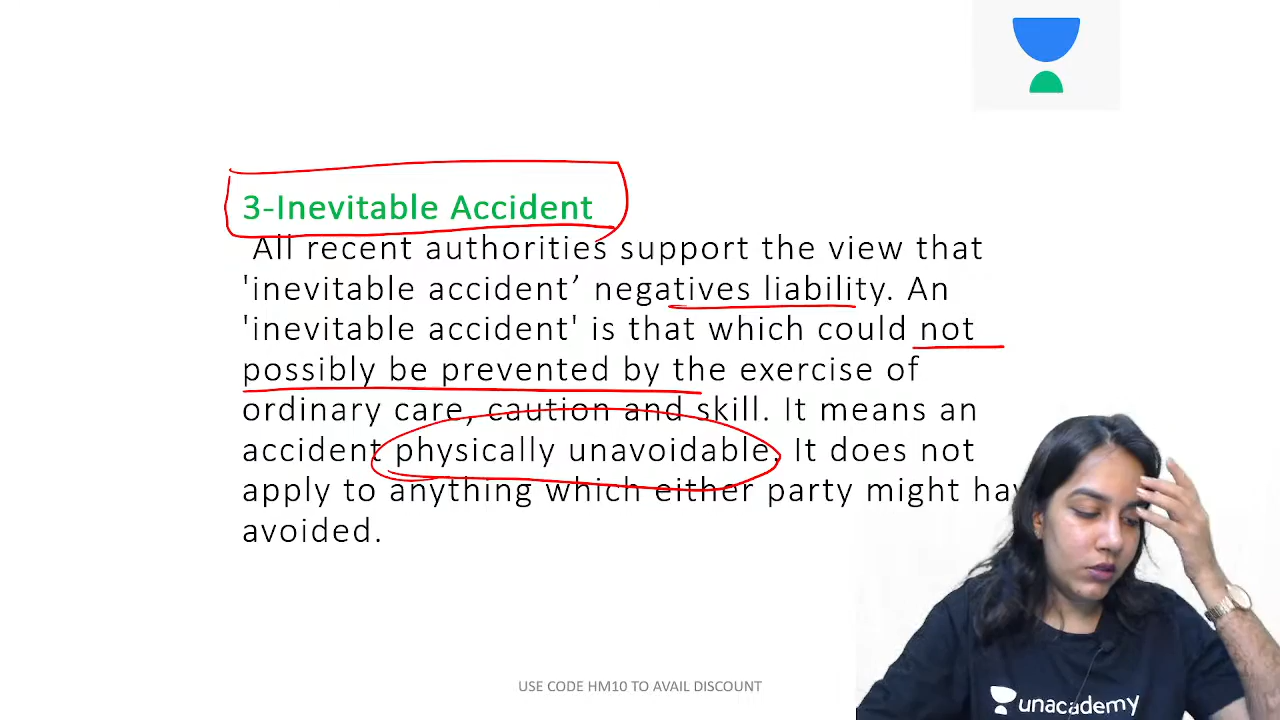 3-Inevitable Accident
All recent authorities support the view that
'inevitable accident’ negatives liability. An
'inevitable accident' is that which could not
possibly be prevented by the exercise of
ordinary care, caution and skill. It means an
accident physically unavoidable. It does not
apply to anything which either party might hav
avoided.
USE CODE HM10 TO AVAIL DISCOUNT
unacademy